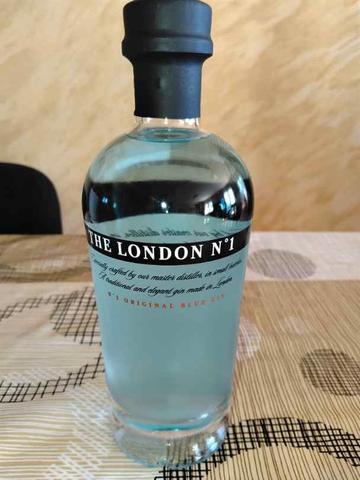 THE LONDON Nº1
Specially crafted by our master distiller, in small batches.
A traditional and elegant gin made in London.
Nº1 ORIGINAL BLUE GIN